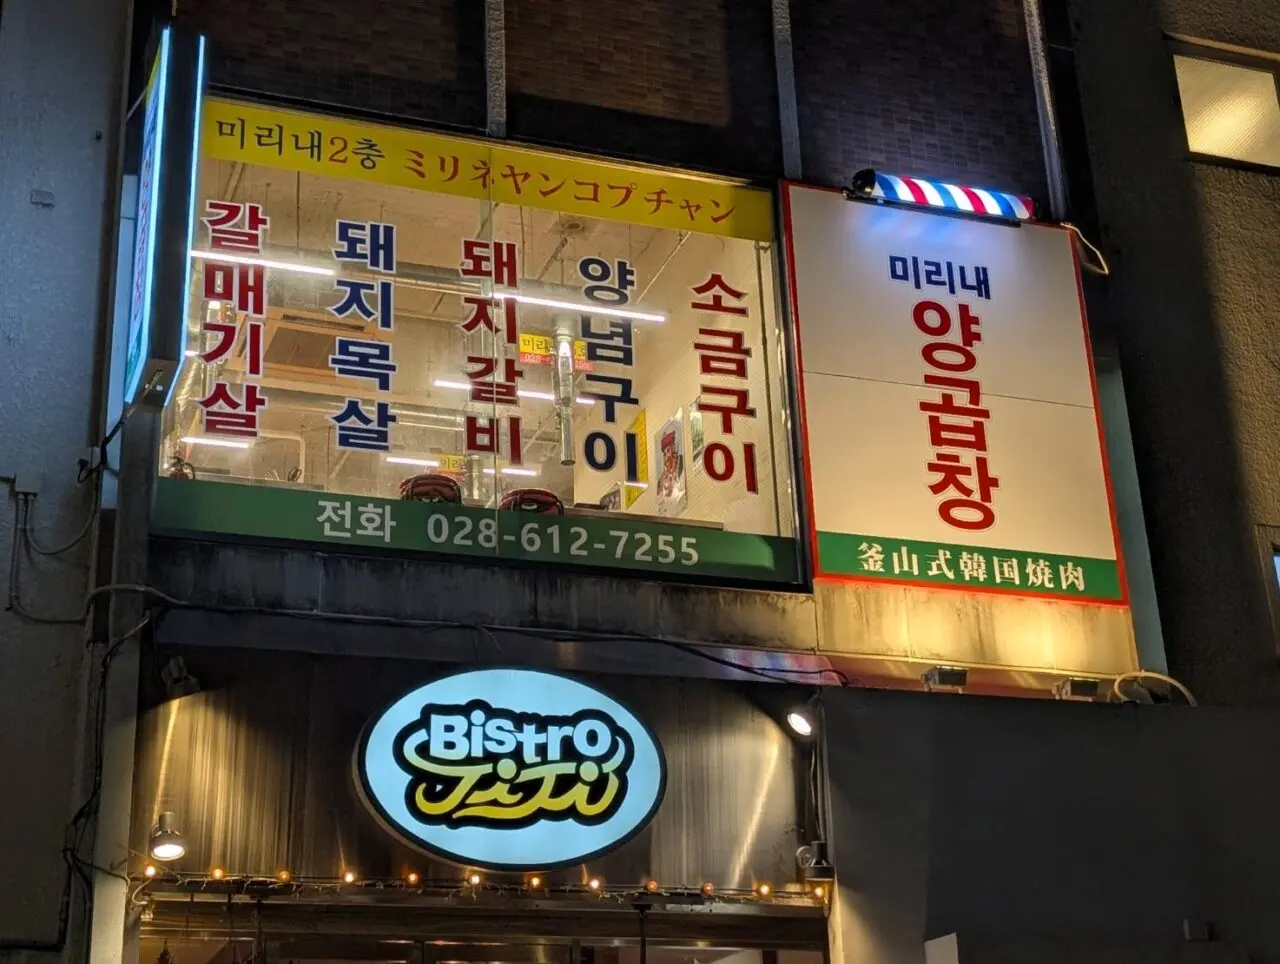 미리내2층 ミリネヤンコプチャン
갈매기살
돼지목살
돼지갈비
양념구이
소금구이
전화 028-612-7255
미리내
양곱창
釜山式韓国焼肉
Bistro
JiJi